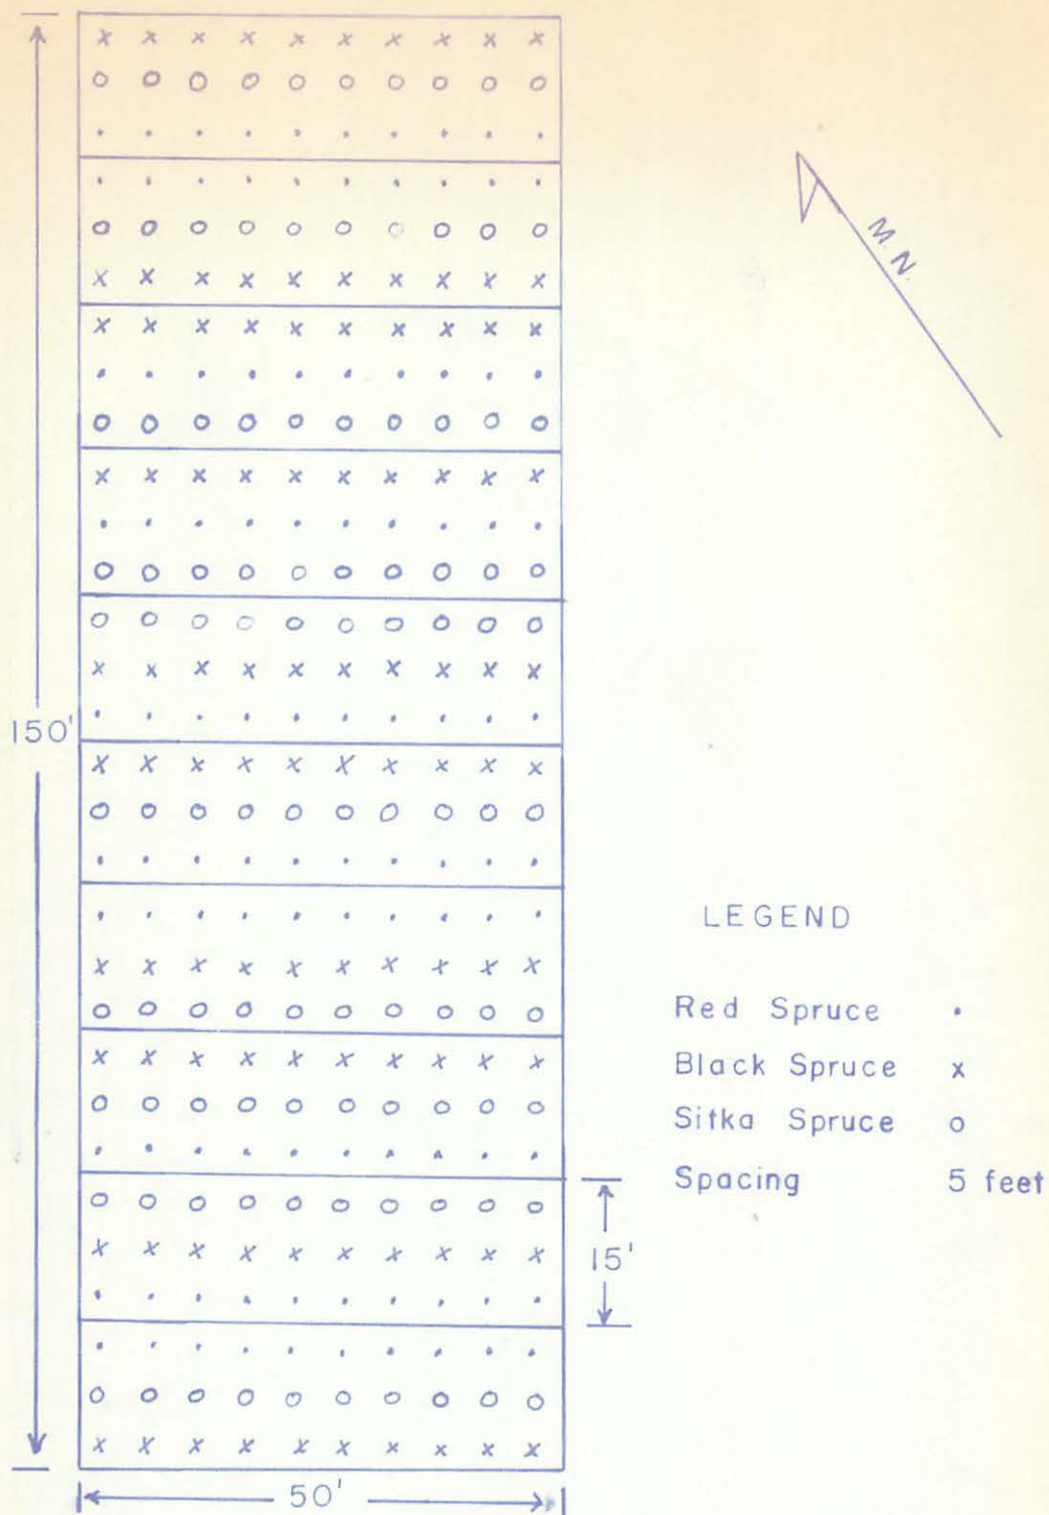 M.N.
150'
LEGEND
Red Spruce .
Black Spruce x
Sitka Spruce o
Spacing 5 feet
15'
50'